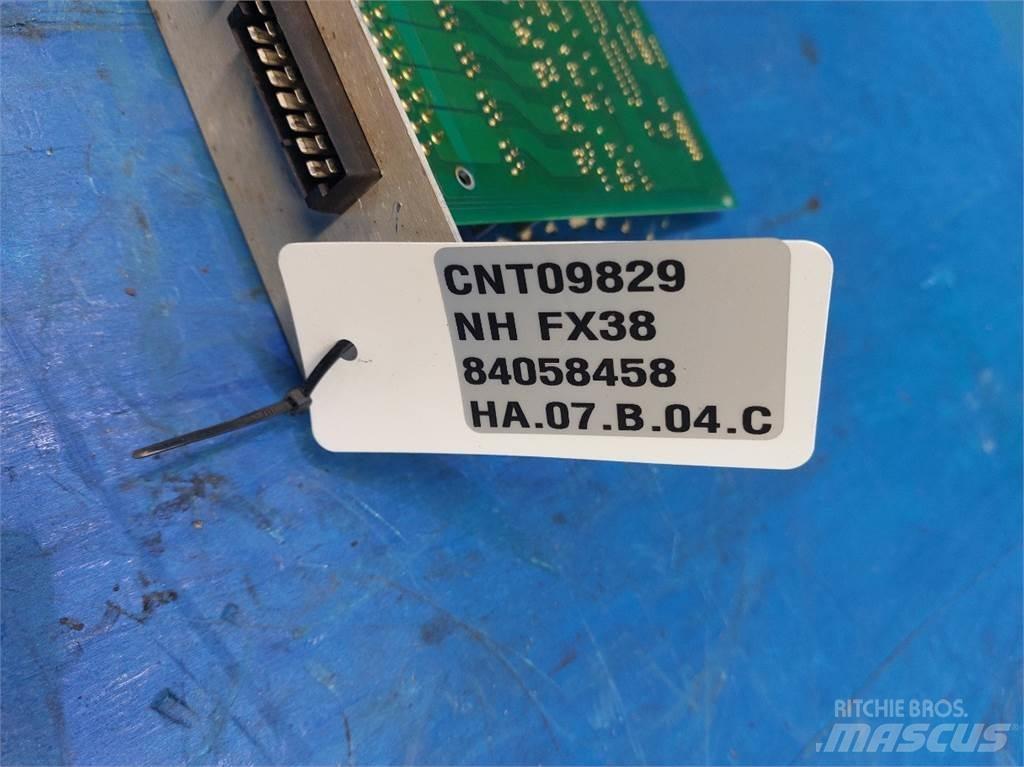 CNT09829
NH FX38
84058458
HA.07.B.04.C
RITCHIE BROS.
MASCUS